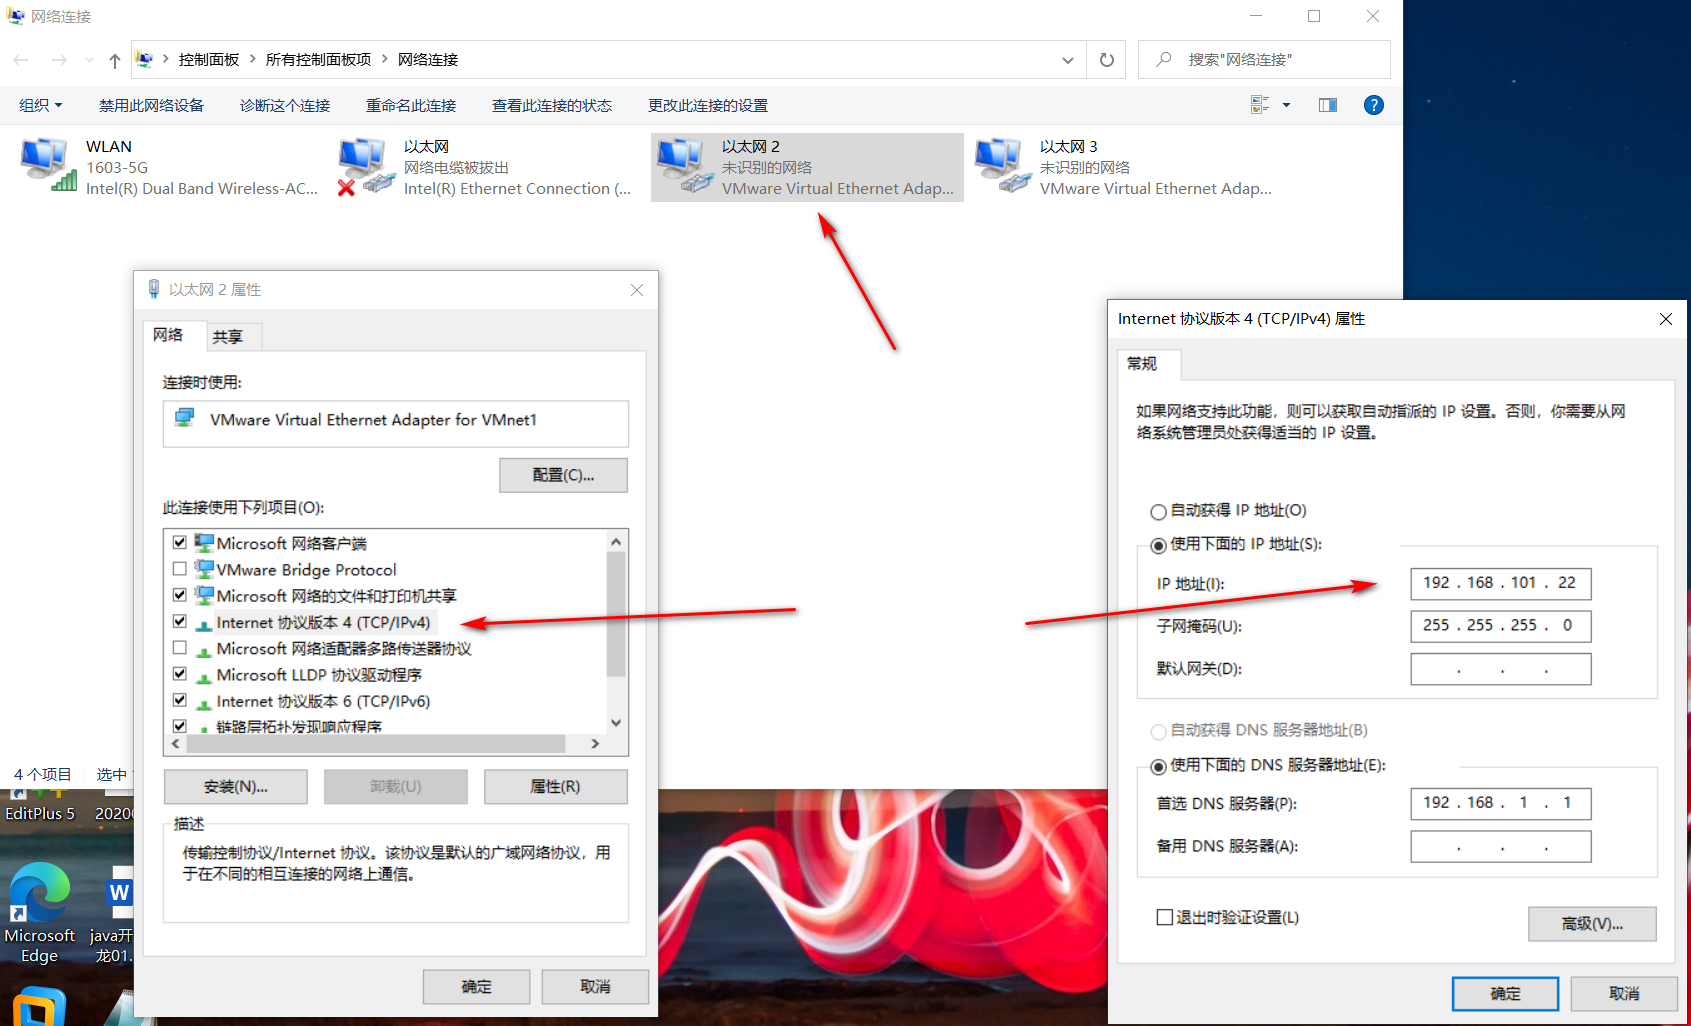 网络连接
控制面板 > 所有控制面板项 > 网络连接
搜索"网络连接"
组织 禁用此网络设备 诊断这个连接 重命名此连接 查看此连接的状态 更改此连接的设置
?
WLAN
1603-5G
Intel(R) Dual Band Wireless-AC...
以太网
网络电缆被拔出
Intel(R) Ethernet Connection (...
以太网 2
未识别的网络
VMware Virtual Ethernet Adap...
以太网 3
未识别的网络
VMware Virtual Ethernet Adap...
以太网 2 属性
网络 共享
连接时使用:
VMware Virtual Ethernet Adapter for VMnet1
配置(C)...
此连接使用下列项目(O):
Microsoft 网络客户端
VMware Bridge Protocol
Microsoft 网络的文件和打印机共享
Internet 协议版本 4 (TCP/IPv4)
Microsoft 网络适配器多路传送器协议
Microsoft LLDP 协议驱动程序
Internet 协议版本 6 (TCP/IPv6)
链路层拓扑发现响应程序
安装(N)... 卸载(U) 属性(R)
描述
传输控制协议/Internet 协议。该协议是默认的广域网络协议，用
于在不同的相互连接的网络上通信。
确定 取消
Internet 协议版本 4 (TCP/IPv4) 属性
常规
如果网络支持此功能，则可以获取自动指派的 IP 设置。否则，你需要从网
络系统管理员处获得适当的 IP 设置。
自动获得 IP 地址(O)
使用下面的 IP 地址(S):
IP 地址(I): 192 . 168 . 101 . 22
子网掩码(U): 255 . 255 . 255 . 0
默认网关(D): . . .
自动获得 DNS 服务器地址(B)
使用下面的 DNS 服务器地址(E):
首选 DNS 服务器(P): 192 . 168 . 1 . 1
备用 DNS 服务器(A): . . .
退出时验证设置(L)
高级(V)...
确定 取消
4 个项目 选中
EditPlus 5
2020
Microsoft
Edge
W
java开
龙01.